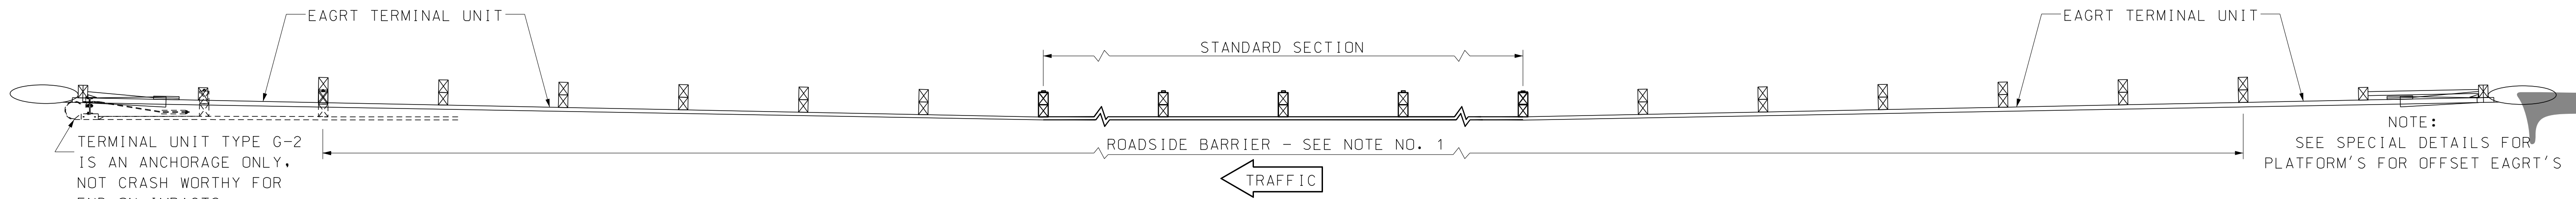 EAGRT TERMINAL UNIT
EAGRT TERMINAL UNIT
STANDARD SECTION
TERMINAL UNIT TYPE G-2
IS AN ANCHORAGE ONLY,
NOT CRASH WORTHY FOR
ROADSIDE BARRIER - SEE NOTE NO. 1
TRAFFIC
NOTE:
SEE SPECIAL DETAILS FOR
PLATFORM'S FOR OFFSET EAGRT'S